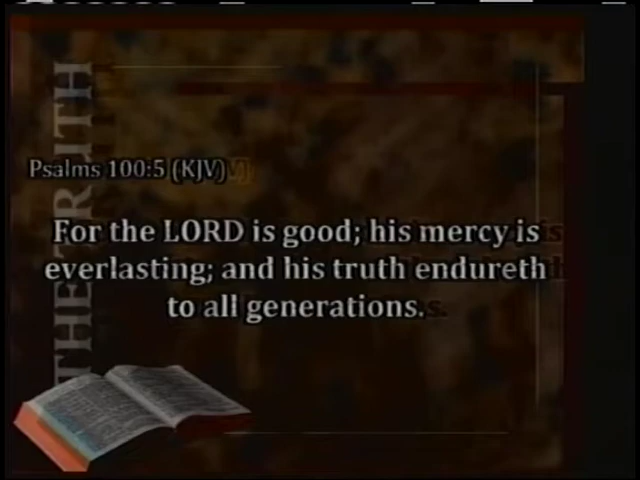 THE TRUTH
Psalms 100:5 (KJV)
For the LORD is good; his mercy is
everlasting; and his truth endureth
to all generations.